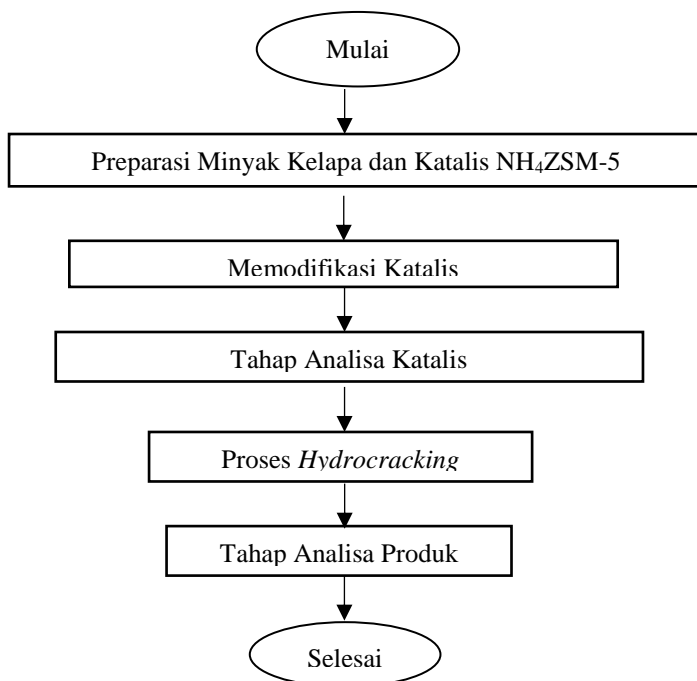 Mulai
Preparasi Minyak Kelapa dan Katalis NH₄ZSM-5
Memodifikasi Katalis
Tahap Analisa Katalis
Proses Hydrocracking
Tahap Analisa Produk
Selesai